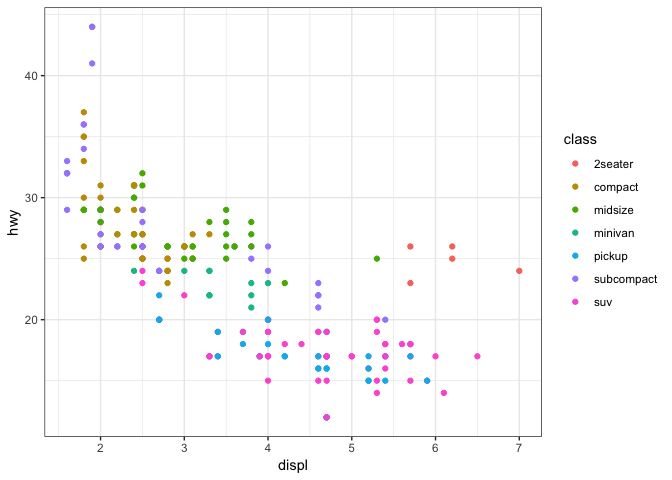 40
30
20
hwy
2
3
4
5
6
7
displ
class
2seater
compact
midsize
minivan
pickup
subcompact
suv